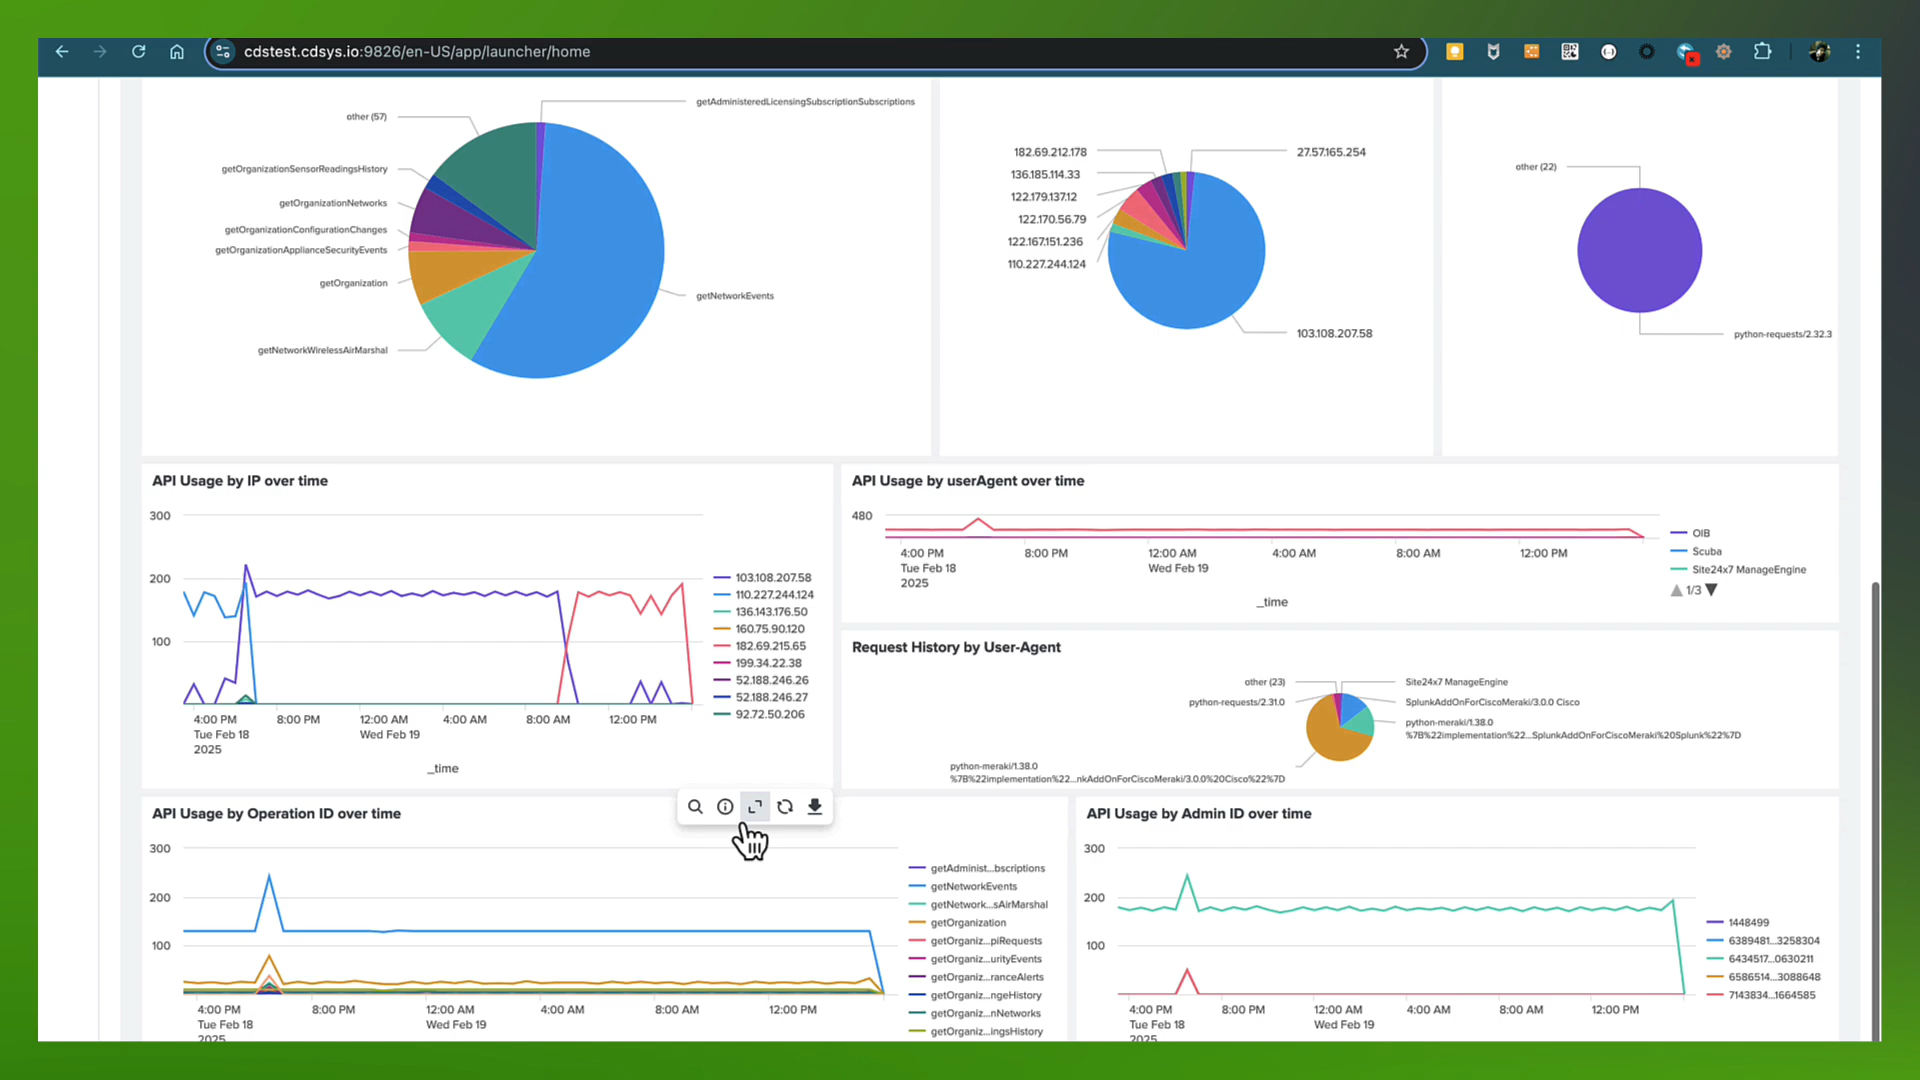 cdstest.cdsys.io:9826/en-US/app/launcher/home
getAdministeredLicensingSubscriptionSubscriptions
other (57)
getOrganizationSensorReadingsHistory
getOrganizationNetworks
getOrganizationConfigurationChanges
getOrganizationApplianceSecurityEvents
getOrganization
getNetworkEvents
getNetworkWirelessAirMarshal
182.69.212.178
27.57.165.254
136.185.114.33
122.179.137.12
122.170.56.79
122.167.151.236
110.227.244.124
103.108.207.58
other (22)
python-requests/2.32.3
API Usage by IP over time
300
200
100
4:00 PM
Tue Feb 18
2025
8:00 PM
12:00 AM
Wed Feb 19
4:00 AM
8:00 AM
12:00 PM
_time
103.108.207.58
110.227.244.124
136.143.176.50
160.75.90.120
182.69.215.65
199.34.22.38
52.188.246.26
52.188.246.27
92.72.50.206
API Usage by userAgent over time
480
4:00 PM
Tue Feb 18
2025
8:00 PM
12:00 AM
Wed Feb 19
4:00 AM
8:00 AM
12:00 PM
_time
OIB
Scuba
Site24x7 ManageEngine
1/3
Request History by User-Agent
other (23)
python-requests/2.31.0
Site24x7 ManageEngine
SplunkAddOnForCiscoMeraki/3.0.0 Cisco
python-meraki/1.38.0
%7B%22implementation%22...SplunkAddOnForCiscoMeraki%20Splunk%22%7D
python-meraki/1.38.0
%7B%22implementation%22...nkAddOnForCiscoMeraki/3.0.0%20Cisco%22%7D
API Usage by Operation ID over time
300
200
100
4:00 PM
Tue Feb 18
2025
8:00 PM
12:00 AM
Wed Feb 19
4:00 AM
8:00 AM
12:00 PM
getAdminist...bscriptions
getNetworkEvents
getNetwork...sAirMarshal
getOrganization
getOrganiz...piRequests
getOrganiz...urityEvents
getOrganiz...ranceAlerts
getOrganiz...ngeHistory
getOrganiz...nNetworks
getOrganiz...ingsHistory
API Usage by Admin ID over time
300
200
100
4:00 PM
Tue Feb 18
2025
8:00 PM
12:00 AM
Wed Feb 19
4:00 AM
8:00 AM
12:00 PM
1448499
6389481...3258304
6434517...0630211
6586514...3088648
7143834...1664585